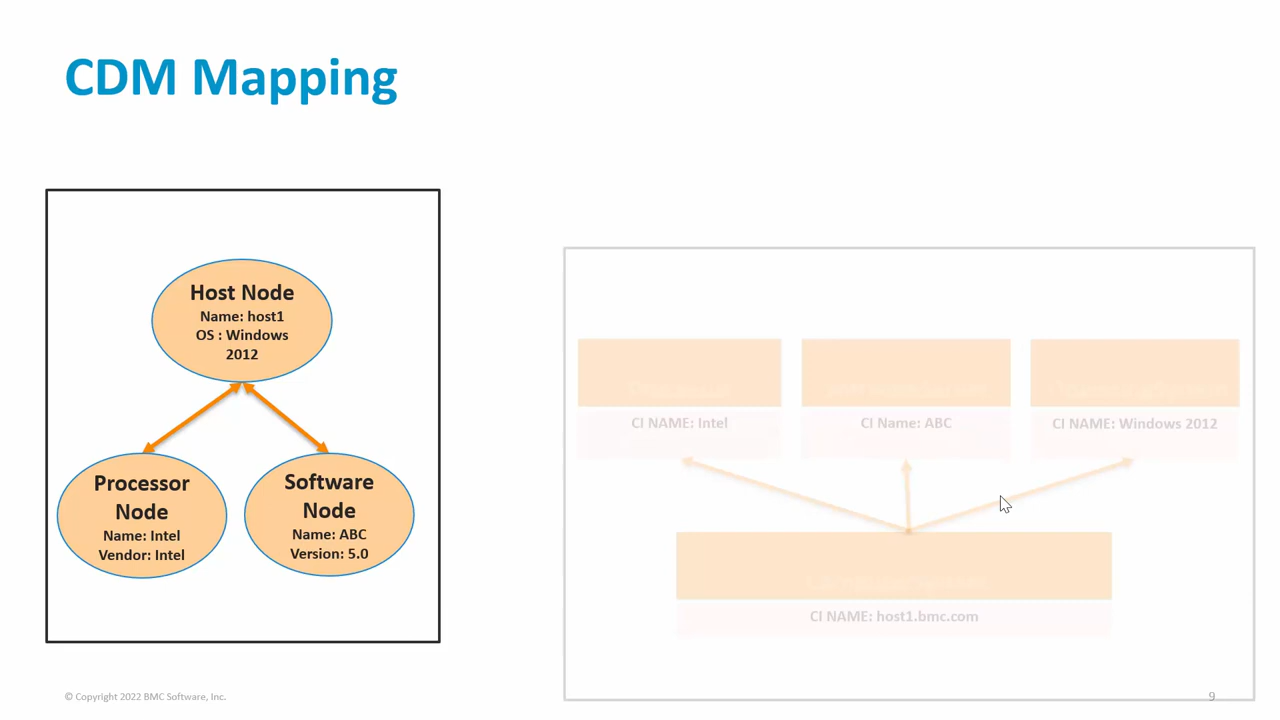 CDM Mapping
Host Node
Name: host1
OS : Windows
2012
Processor
Node
Name: Intel
Vendor: Intel
Software
Node
Name: ABC
Version: 5.0
CI NAME: Intel
CI Name: ABC
CI NAME: Windows 2012
CI NAME: host1.bmc.com
© Copyright 2022 BMC Software, Inc.
9